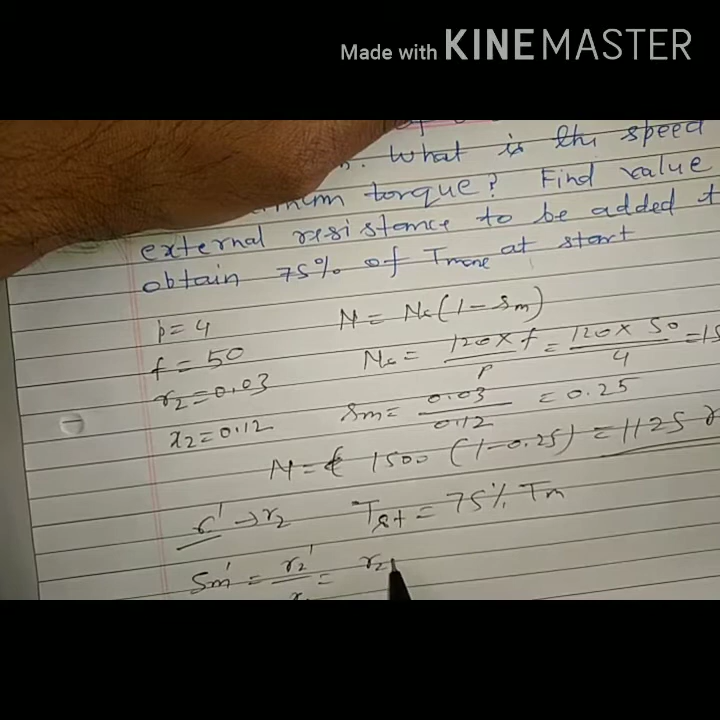 Made with KINEMASTER
What is the speed
torque? Find value
external resistance to be added t
obtain 75% of Tmax at start
p = 4
N = Ns (1 - Sm)
f = 50
Ns = 120 x f / P = 120 x 50 / 4 = 15
r2 = 0.03
Sm = 0.03 / 0.12 = 0.25
x2 = 0.12
N = 1500 (1 - 0.25) = 1125 r
r' → r2
Tst = 75% Tm
Sm' = r2' / = r2